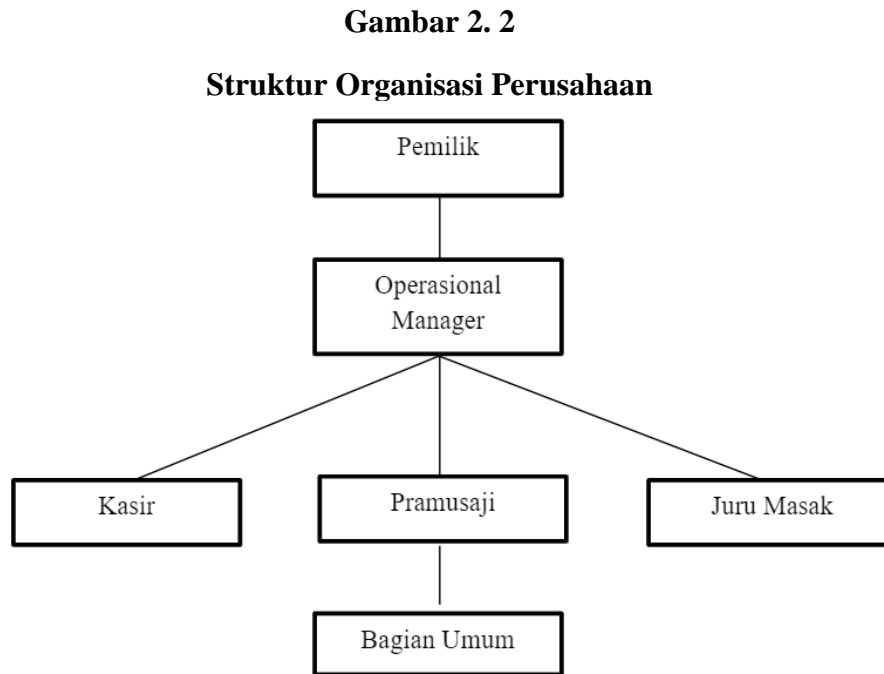 Gambar 2. 2
Struktur Organisasi Perusahaan
Pemilik
Operasional
Manager
Kasir
Pramusaji
Juru Masak
Bagian Umum